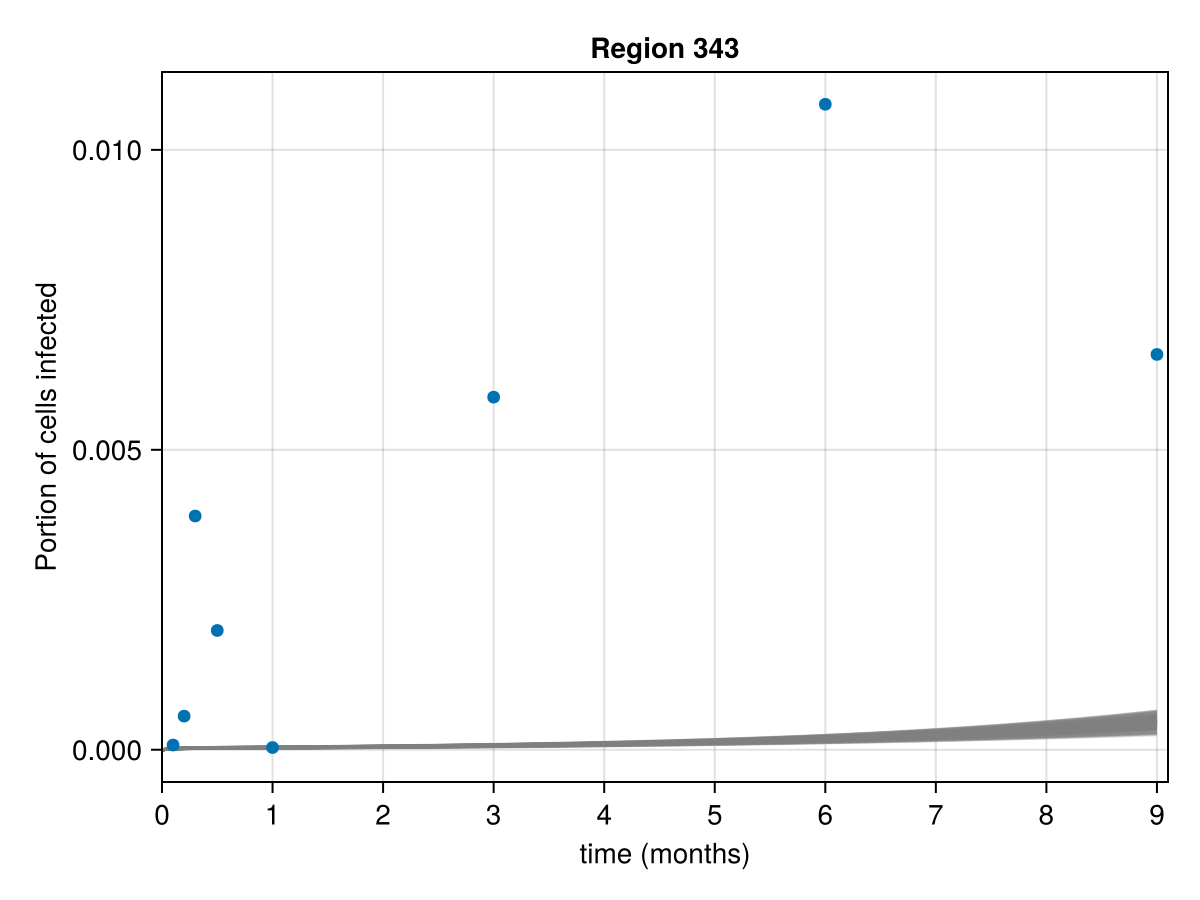 Region 343
Portion of cells infected
0.010
0.005
0.000
0 1 2 3 4 5 6 7 8 9
time (months)